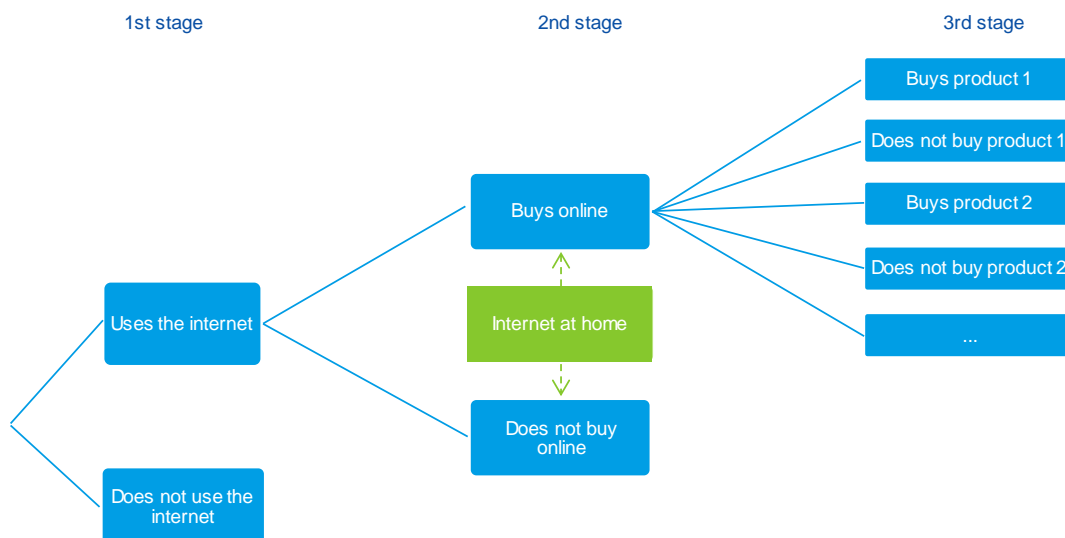 1st stage
2nd stage
3rd stage
Uses the internet
Does not use the
internet
Buys online
Internet at home
Does not buy
online
Buys product 1
Does not buy product 1
Buys product 2
Does not buy product 2
...